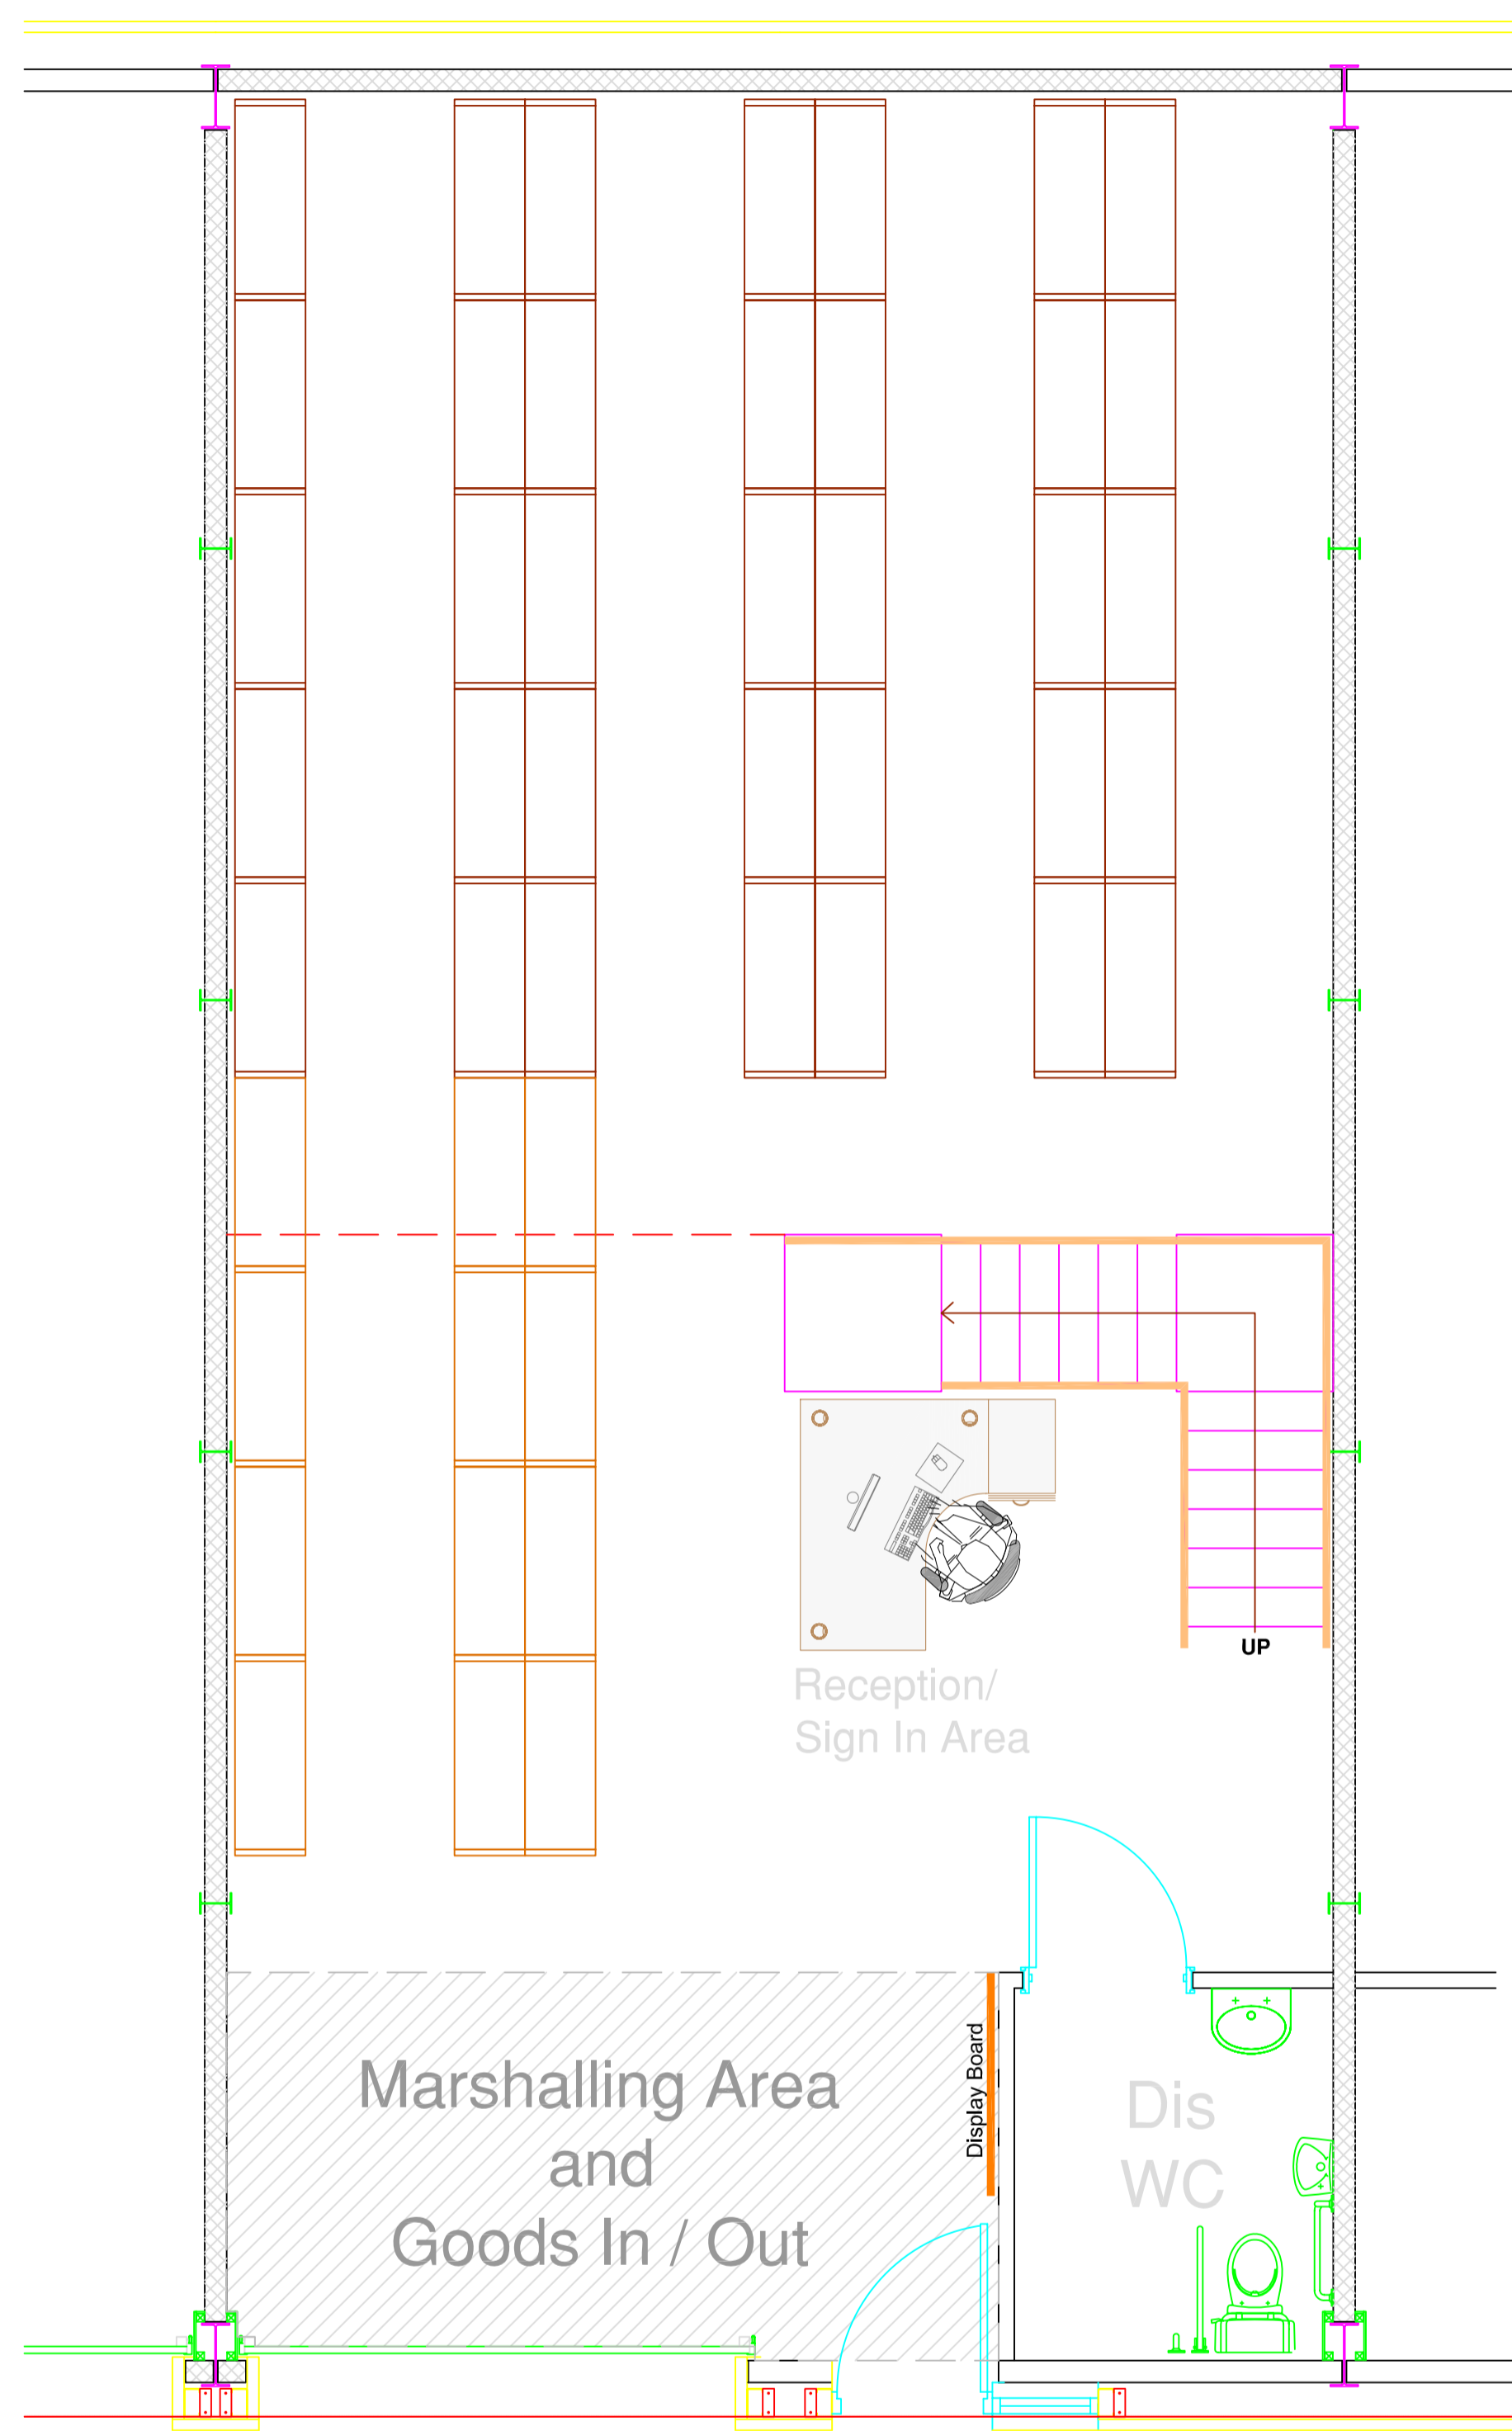 UP
Reception/
Sign In Area
Marshalling Area
and
Goods In / Out
Display Board
Dis
WC